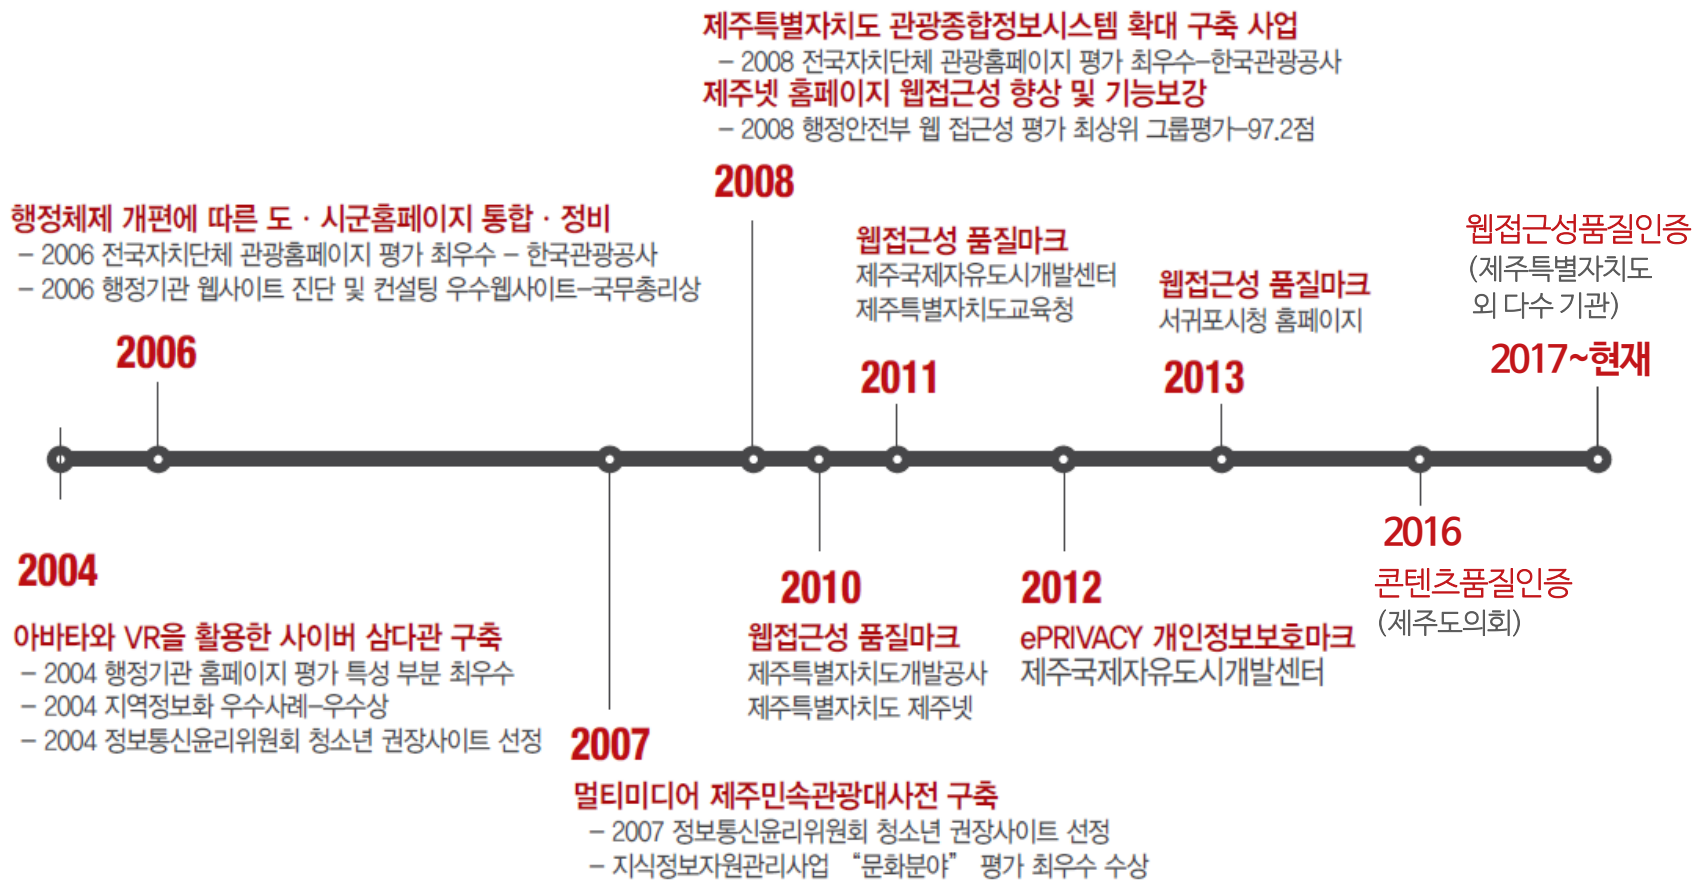 제주특별자치도 관광종합정보시스템 확대 구축 사업
– 2008 전국자치단체 관광홈페이지 평가 최우수–한국관광공사
제주넷 홈페이지 웹접근성 향상 및 기능보강
– 2008 행정안전부 웹 접근성 평가 최상위 그룹평가–97.2점
2008
행정체제 개편에 따른 도 · 시군홈페이지 통합 · 정비
– 2006 전국자치단체 관광홈페이지 평가 최우수 – 한국관광공사
– 2006 행정기관 웹사이트 진단 및 컨설팅 우수웹사이트–국무총리상
2006
웹접근성 품질마크
제주국제자유도시개발센터
제주특별자치도교육청
2011
웹접근성 품질마크
서귀포시청 홈페이지
2013
웹접근성품질인증
(제주특별자치도
외 다수 기관)
2017~현재
2004
아바타와 VR을 활용한 사이버 삼다관 구축
– 2004 행정기관 홈페이지 평가 특성 부분 최우수
– 2004 지역정보화 우수사례–우수상
– 2004 정보통신윤리위원회 청소년 권장사이트 선정
2007
멀티미디어 제주민속관광대사전 구축
– 2007 정보통신윤리위원회 청소년 권장사이트 선정
– 지식정보자원관리사업 “문화분야” 평가 최우수 수상
2010
웹접근성 품질마크
제주특별자치도개발공사
제주특별자치도 제주넷
2012
ePRIVACY 개인정보보호마크
제주국제자유도시개발센터
2016
콘텐츠품질인증
(제주도의회)